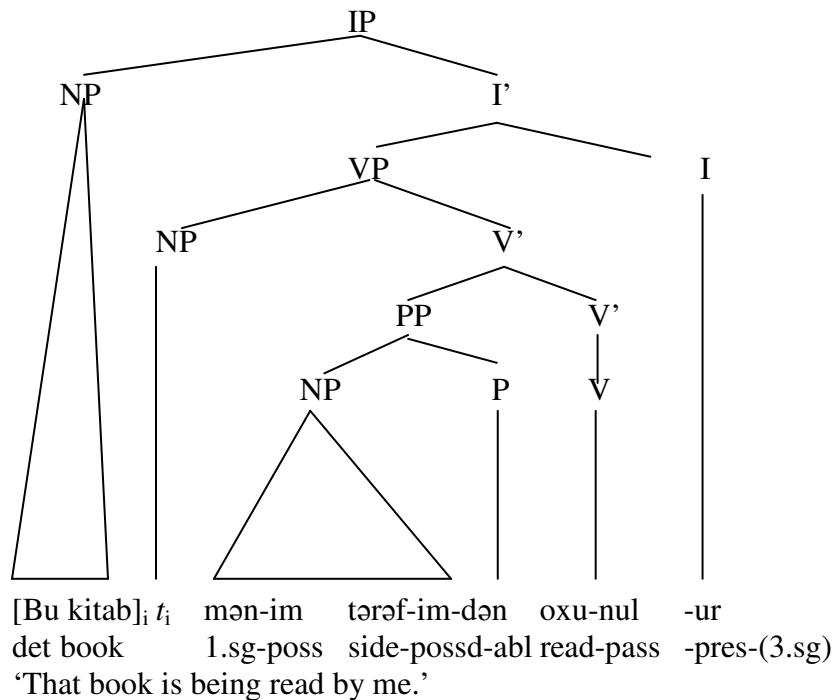 IP
NP I’
VP I
NP V’
PP V’
NP P V
[Bu kitab]i ti mən-im tərəf-im-dən oxu-nul -ur
det book 1.sg-poss side-possd-abl read-pass -pres-(3.sg)
‘That book is being read by me.’